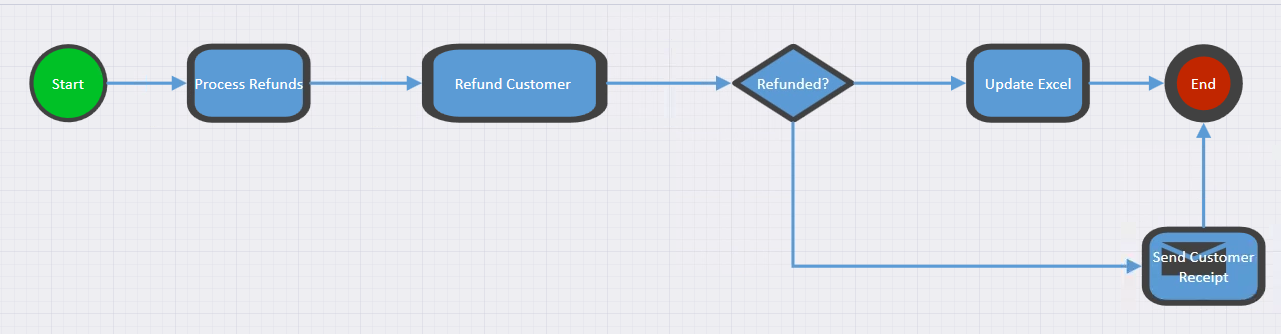 Start
Process Refunds
Refund Customer
Refunded?
Update Excel
End
Send Customer
Receipt